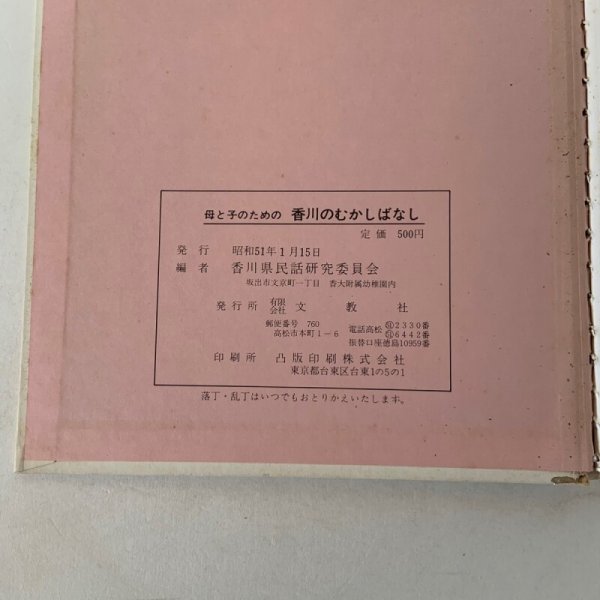 母と子のための 香川のむかしばなし
定価 500円
発行 昭和51年1月15日
編者 香川県民話研究委員会
坂出市文京町一丁目 香大附属幼稚園内
発行所 有限会社 文教社
郵便番号 760
高松市本町1-6
電話高松 2330番
6442番
振替口座徳島10959番
印刷所 凸版印刷株式会社
東京都台東区台東1の5の1
落丁・乱丁はいつでもおとりかえいたします。